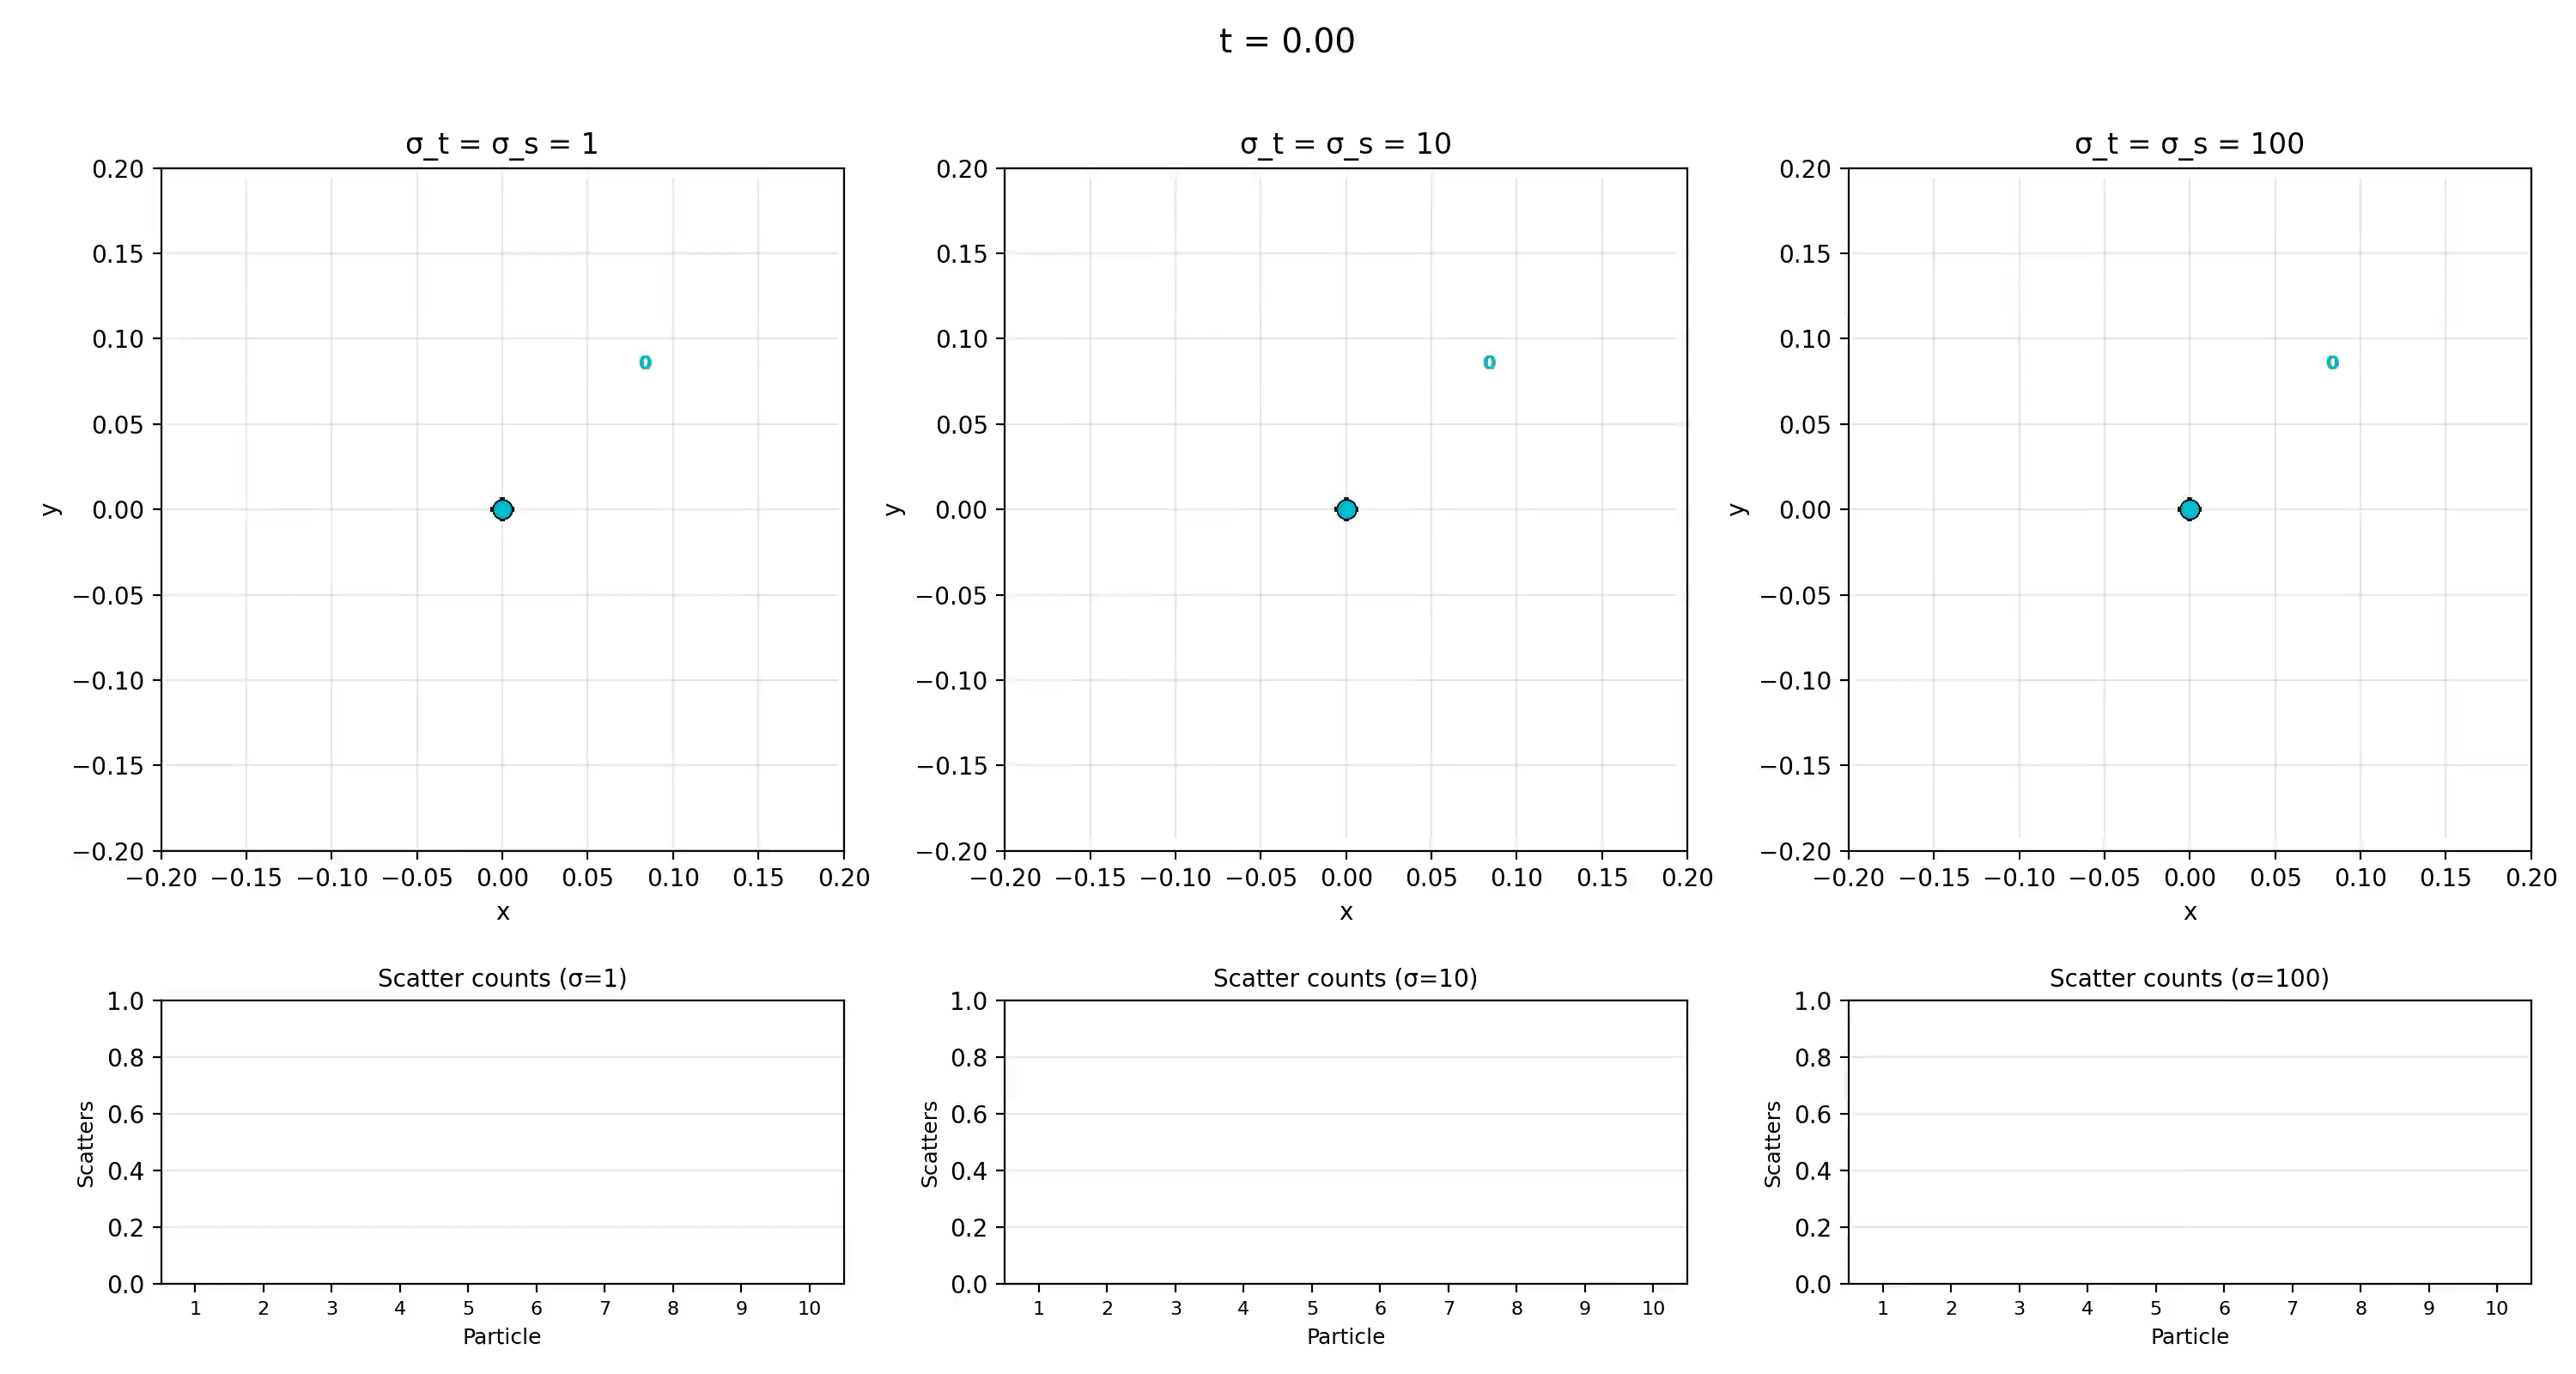 t = 0.00
σ_t = σ_s = 1
σ_t = σ_s = 10
σ_t = σ_s = 100
0.20
0.15
0.10
0.05
0.00
−0.05
−0.10
−0.15
−0.20
y
0
−0.20 −0.15 −0.10 −0.05 0.00 0.05 0.10 0.15 0.20
x
0.20
0.15
0.10
0.05
0.00
−0.05
−0.10
−0.15
−0.20
y
0
−0.20 −0.15 −0.10 −0.05 0.00 0.05 0.10 0.15 0.20
x
0.20
0.15
0.10
0.05
0.00
−0.05
−0.10
−0.15
−0.20
y
0
−0.20 −0.15 −0.10 −0.05 0.00 0.05 0.10 0.15 0.20
x
Scatter counts (σ=1)
1.0
0.8
0.6
0.4
0.2
0.0
Scatters
1 2 3 4 5 6 7 8 9 10
Particle
Scatter counts (σ=10)
1.0
0.8
0.6
0.4
0.2
0.0
Scatters
1 2 3 4 5 6 7 8 9 10
Particle
Scatter counts (σ=100)
1.0
0.8
0.6
0.4
0.2
0.0
Scatters
1 2 3 4 5 6 7 8 9 10
Particle